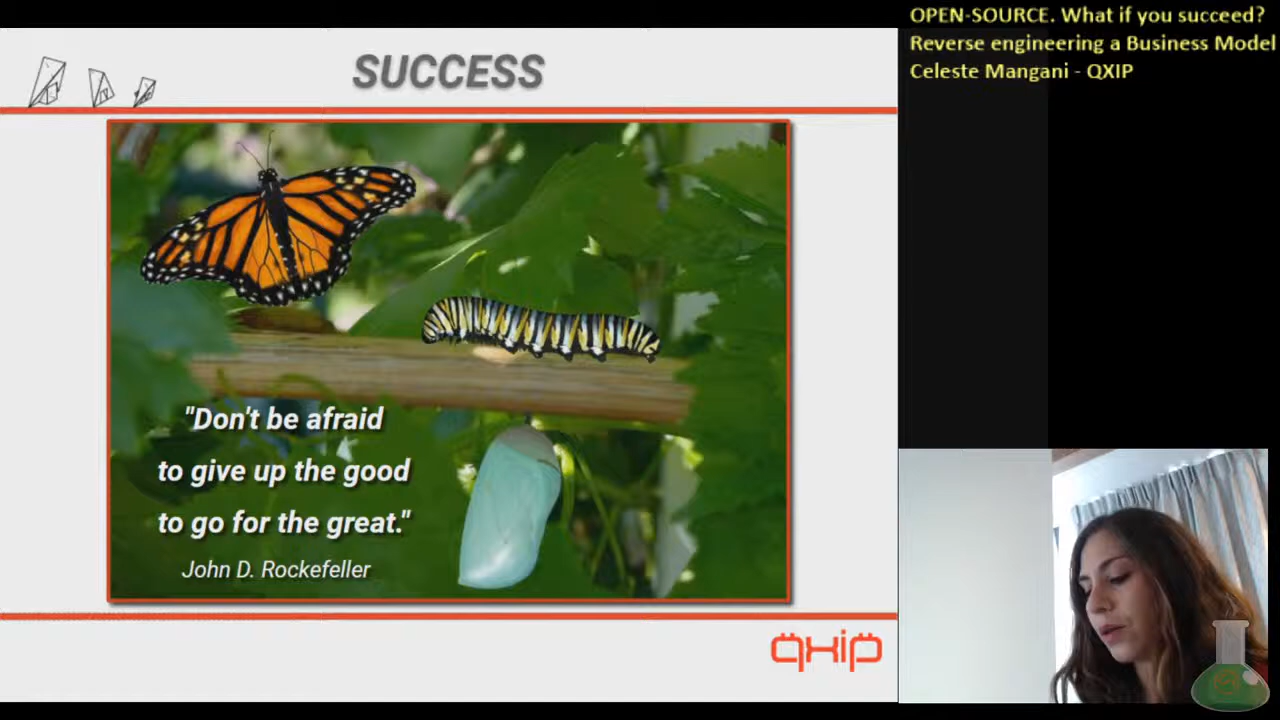 SUCCESS
"Don't be afraid
to give up the good
to go for the great."
John D. Rockefeller
qxip
OPEN-SOURCE. What if you succeed?
Reverse engineering a Business Model
Celeste Mangani - QXIP